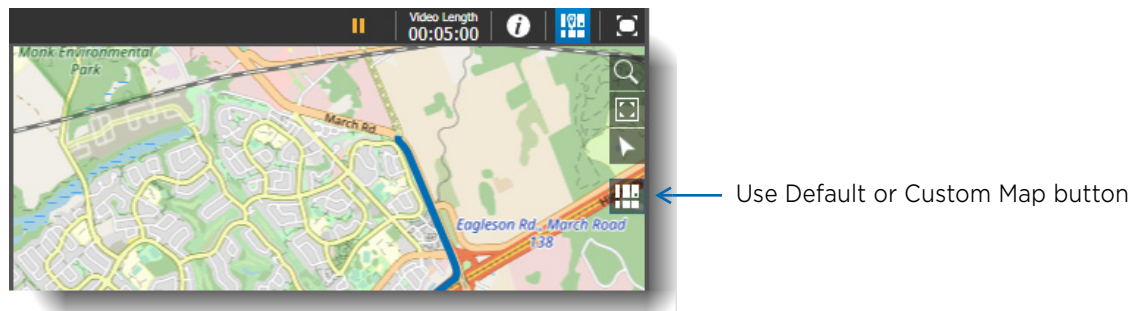 Video Length
00:05:00
i
Monk Environmental
Park
March Rd
Eagleson Rd., March Road
138
Use Default or Custom Map button